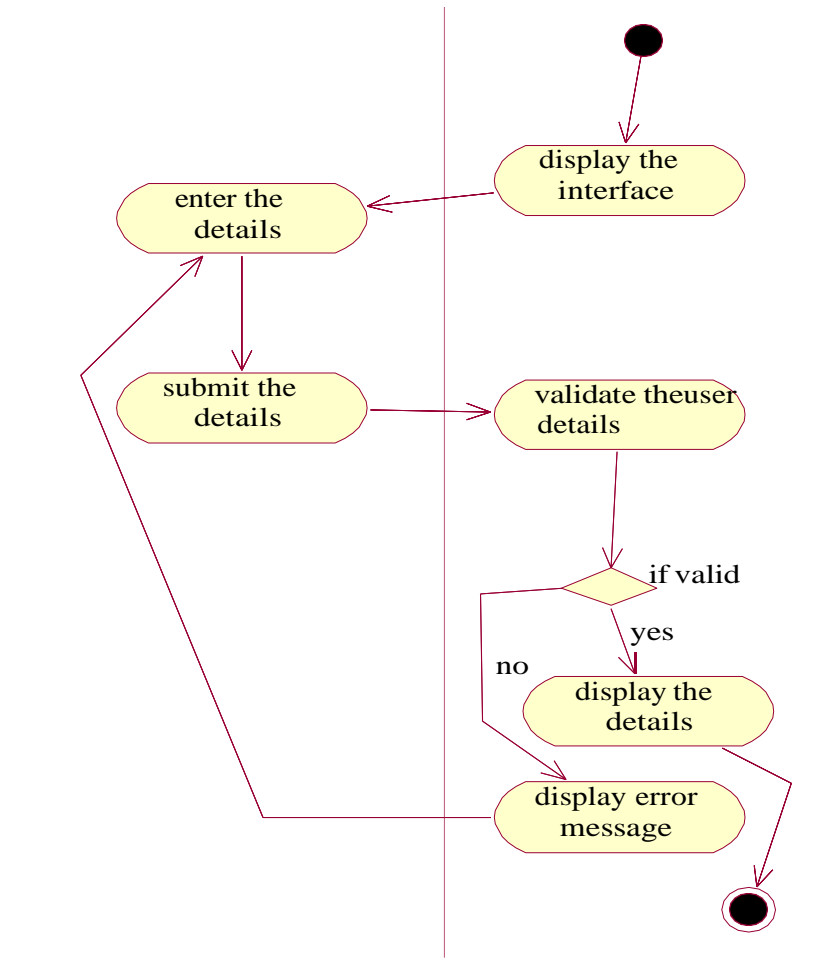 display the
interface
enter the
details
submit the
details
validate theuser
details
if valid
yes
no
display the
details
display error
message